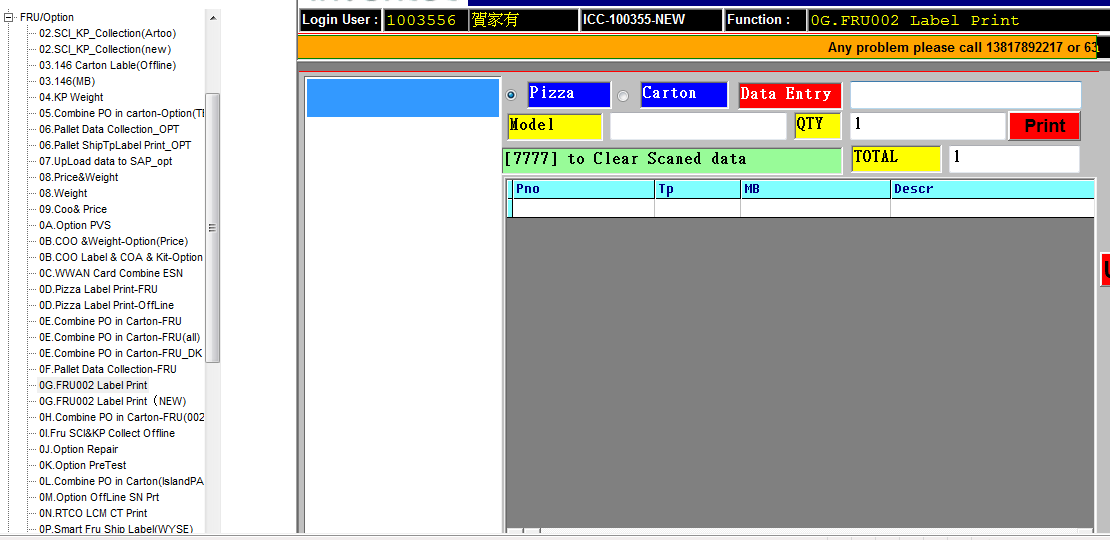 FRU/Option
02.SCI_KP_Collection(Artoo)
02.SCI_KP_Collection(new)
03.146 Carton Lable(Offline)
03.146(MB)
04.KP Weight
05.Combine PO in carton-Option(T
06.Pallet Data Collection_OPT
06.Pallet ShipTpLabel Print_OPT
07.UpLoad data to SAP_opt
08.Price&Weight
08.Weight
09.Coo& Price
0A.Option PVS
0B.COO &Weight-Option(Price)
0B.COO Label & COA & Kit-Option
0C.WWAN Card Combine ESN
0D.Pizza Label Print-FRU
0D.Pizza Label Print-OffLine
0E.Combine PO in Carton-FRU
0E.Combine PO in Carton-FRU(all)
0E.Combine PO in Carton-FRU_DK
0F.Pallet Data Collection-FRU
0G.FRU002 Label Print
0G.FRU002 Label Print（NEW)
0H.Combine PO in Carton-FRU(002
0I.Fru SCI&KP Collect Offline
0J.Option Repair
0K.Option PreTest
0L.Combine PO in Carton(IslandPA
0M.Option OffLine SN Prt
0N.RTCO LCM CT Print
0P.Smart Fru Ship Label(WYSE)
Login User : 1003556 賀家有 ICC-100355-NEW Function : 0G.FRU002 Label Print
Any problem please call 13817892217 or 63
Pizza Carton Data Entry
Model QTY 1 Print
[7777] to Clear Scaned data TOTAL 1
Pno Tp MB Descr